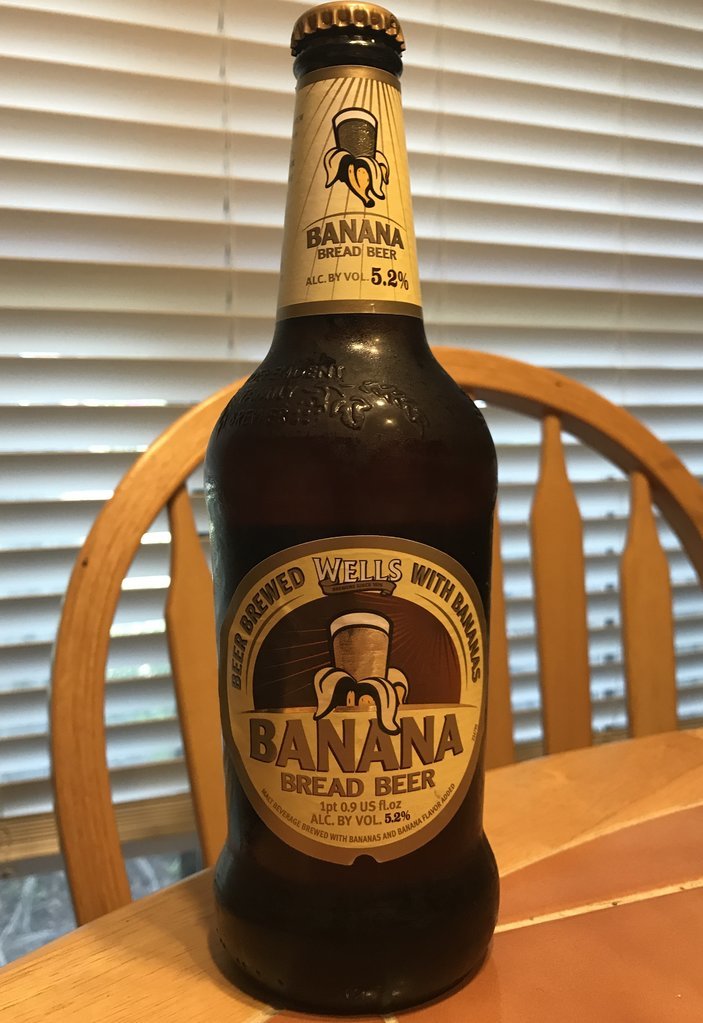 BANANA
BREAD BEER
ALC. BY VOL. 5.2%
BEER BREWED WITH BANANAS
WELLS
BANANA
BREAD BEER
1pt 0.9 US fl.oz
ALC. BY VOL. 5.2%
MALT BEVERAGE BREWED WITH BANANAS AND BANANA FLAVOR ADDED